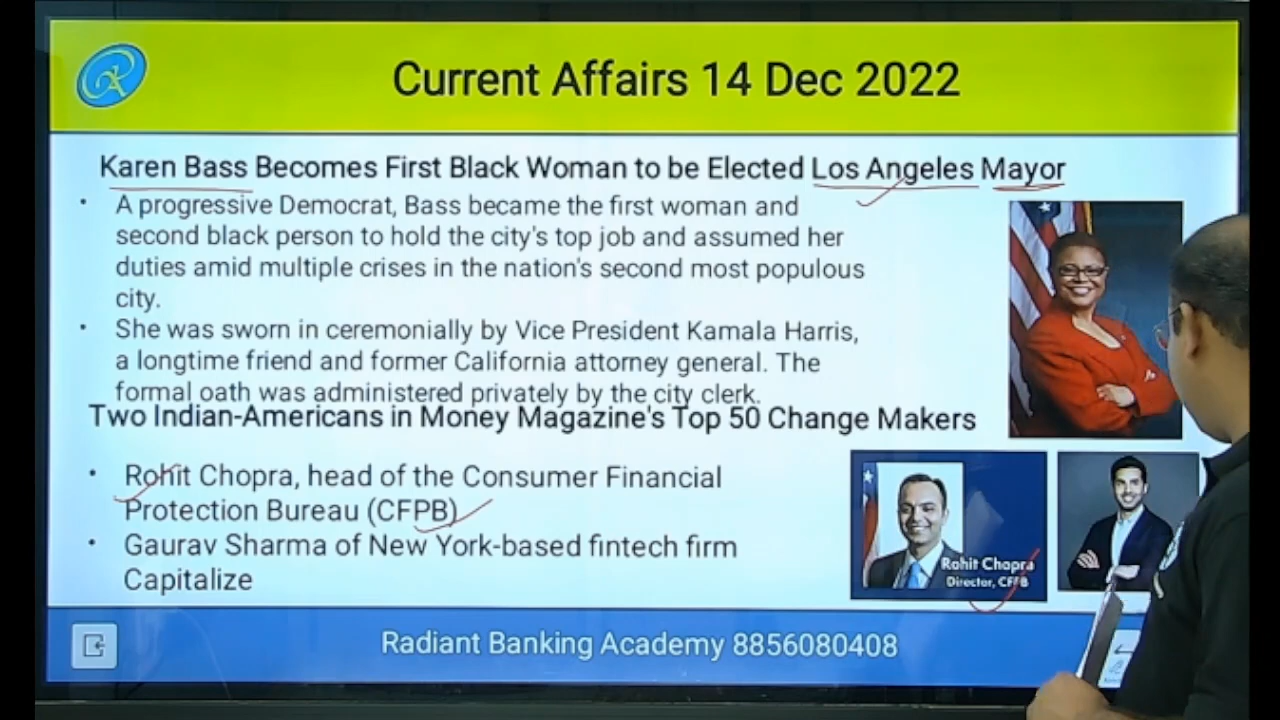 Current Affairs 14 Dec 2022
Karen Bass Becomes First Black Woman to be Elected Los Angeles Mayor
• A progressive Democrat, Bass became the first woman and
second black person to hold the city's top job and assumed her
duties amid multiple crises in the nation's second most populous
city.
• She was sworn in ceremonially by Vice President Kamala Harris,
a longtime friend and former California attorney general. The
formal oath was administered privately by the city clerk.
Two Indian-Americans in Money Magazine's Top 50 Change Makers
• Rohit Chopra, head of the Consumer Financial
Protection Bureau (CFPB)
• Gaurav Sharma of New York-based fintech firm
Capitalize
Rohit Chopra
Director, CFPB
Radiant Banking Academy 8856080408